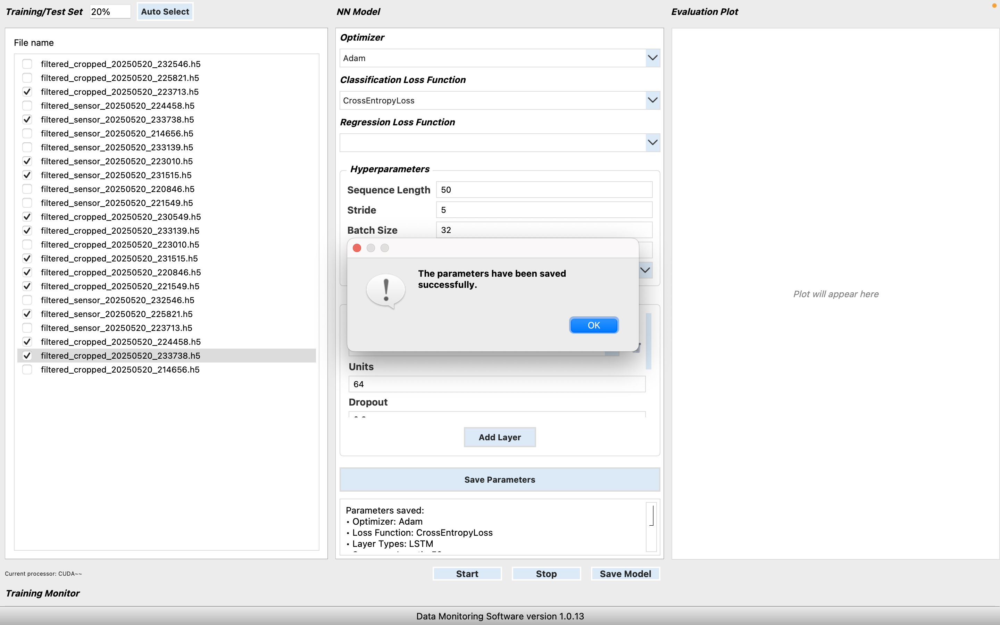 Training/Test Set 20% Auto Select
File name
filtered_cropped_20250520_232546.h5
filtered_cropped_20250520_225821.h5
filtered_cropped_20250520_223713.h5
filtered_sensor_20250520_224458.h5
filtered_sensor_20250520_233738.h5
filtered_sensor_20250520_214656.h5
filtered_sensor_20250520_233139.h5
filtered_sensor_20250520_223010.h5
filtered_sensor_20250520_231515.h5
filtered_sensor_20250520_220846.h5
filtered_sensor_20250520_221549.h5
filtered_cropped_20250520_230549.h5
filtered_cropped_20250520_233139.h5
filtered_cropped_20250520_223010.h5
filtered_cropped_20250520_231515.h5
filtered_cropped_20250520_220846.h5
filtered_cropped_20250520_221549.h5
filtered_sensor_20250520_232546.h5
filtered_sensor_20250520_225821.h5
filtered_sensor_20250520_223713.h5
filtered_cropped_20250520_224458.h5
filtered_cropped_20250520_233738.h5
filtered_cropped_20250520_214656.h5
NN Model
Optimizer
Adam
Classification Loss Function
CrossEntropyLoss
Regression Loss Function
Hyperparameters
Sequence Length 50
Stride 5
Batch Size 32
The parameters have been saved
successfully.
OK
Units
64
Dropout
Add Layer
Save Parameters
Parameters saved:
• Optimizer: Adam
• Loss Function: CrossEntropyLoss
• Layer Types: LSTM
Evaluation Plot
Plot will appear here
Current processor: CUDA~~
Start Stop Save Model
Training Monitor
Data Monitoring Software version 1.0.13